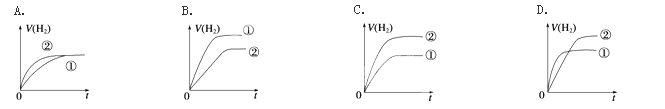 A. B. C. D.
V(H₂) V(H₂) V(H₂) V(H₂)
② ① ② ②
① ② ① ①
0 t 0 t 0 t 0 t